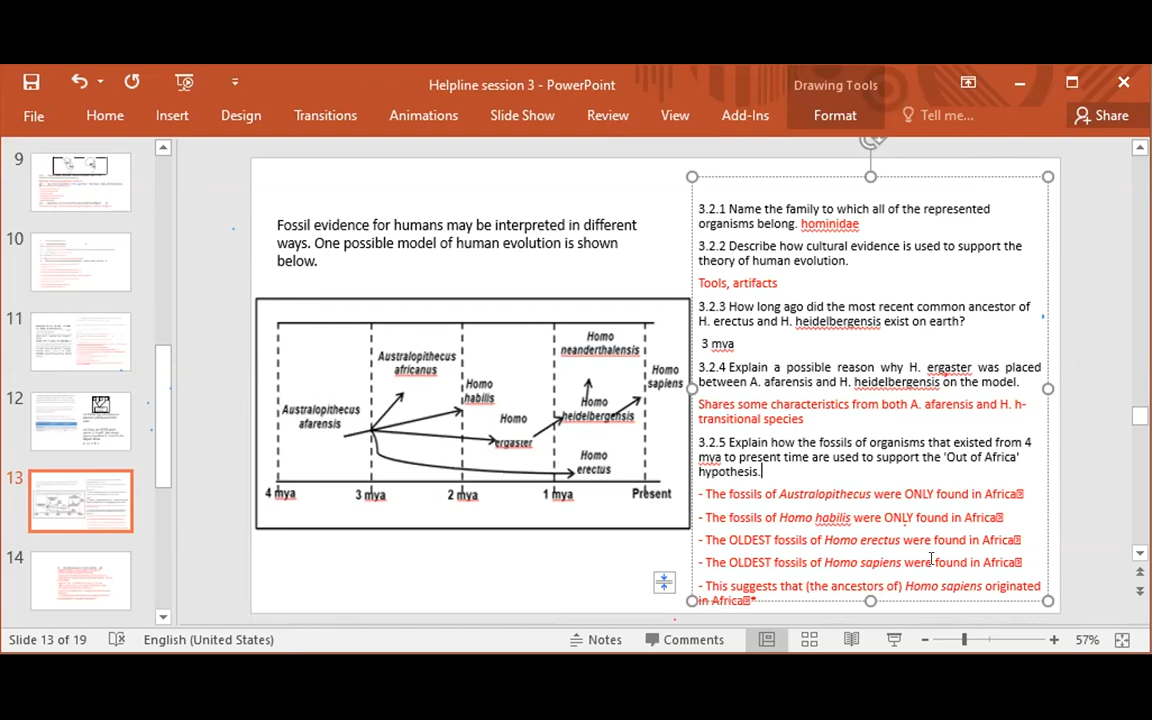 Helpline session 3 - PowerPoint
Drawing Tools
File
Home
Insert
Design
Transitions
Animations
Slide Show
Review
View
Add-Ins
Format
Tell me...
Share
9
10
11
12
13
14
Fossil evidence for humans may be interpreted in different
ways. One possible model of human evolution is shown
below.
Australopithecus
afarensis
Australopithecus
africanus
Homo
habilis
Homo
ergaster
Homo
neanderthalensis
Homo
heidelbergensis
Homo
sapiens
Homo
erectus
4 mya
3 mya
2 mya
1 mya
Present
3.2.1 Name the family to which all of the represented
organisms belong. hominidae
3.2.2 Describe how cultural evidence is used to support the
theory of human evolution.
Tools, artifacts
3.2.3 How long ago did the most recent common ancestor of
H. erectus and H. heidelbergensis exist on earth?
3 mya
3.2.4 Explain a possible reason why H. ergaster was placed
between A. afarensis and H. heidelbergensis on the model.
Shares some characteristics from both A. afarensis and H. h-
transitional species
3.2.5 Explain how the fossils of organisms that existed from 4
mya to present time are used to support the 'Out of Africa'
hypothesis.
- The fossils of Australopithecus were ONLY found in Africa
- The fossils of Homo habilis were ONLY found in Africa
- The OLDEST fossils of Homo erectus were found in Africa
- The OLDEST fossils of Homo sapiens were found in Africa
- This suggests that (the ancestors of) Homo sapiens originated
in Africa *
Slide 13 of 19
English (United States)
Notes
Comments
57%